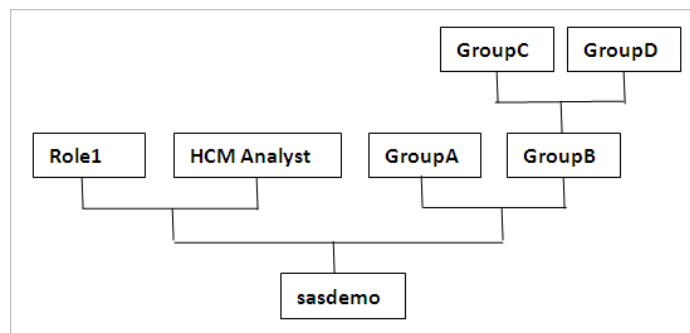 GroupC
GroupD
Role1
HCM Analyst
GroupA
GroupB
sasdemo